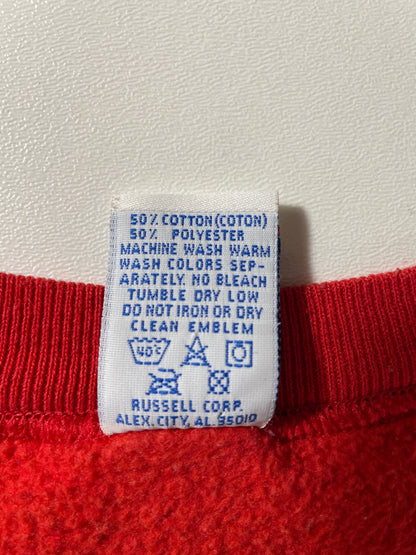 50% COTTON (COTON)
50% POLYESTER
MACHINE WASH WARM
WASH COLORS SEP-
ARATELY. NO BLEACH
TUMBLE DRY LOW
DO NOT IRON OR DRY
CLEAN EMBLEM
40°C
RUSSELL CORP.
ALEX. CITY, AL. 35010